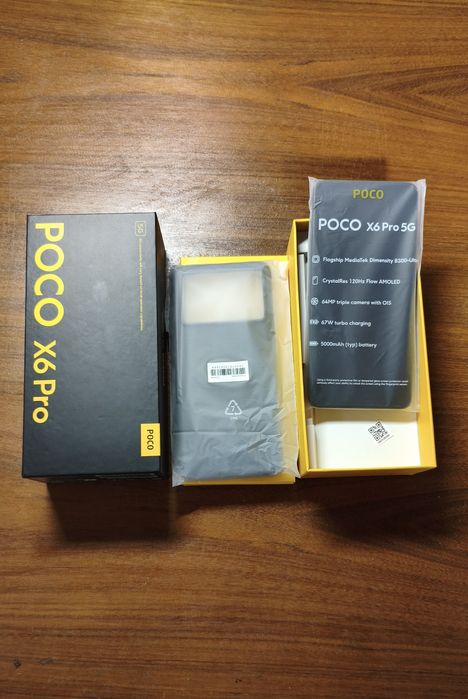 POCO X6 Pro
5G
POCO
7
POCO
POCO X6 Pro 5G
Flagship MediaTek Dimensity 8300-Ultra
CrystalRes 120Hz Flow AMOLED
64MP triple camera with OIS
67W turbo charging
5000mAh (typ) battery